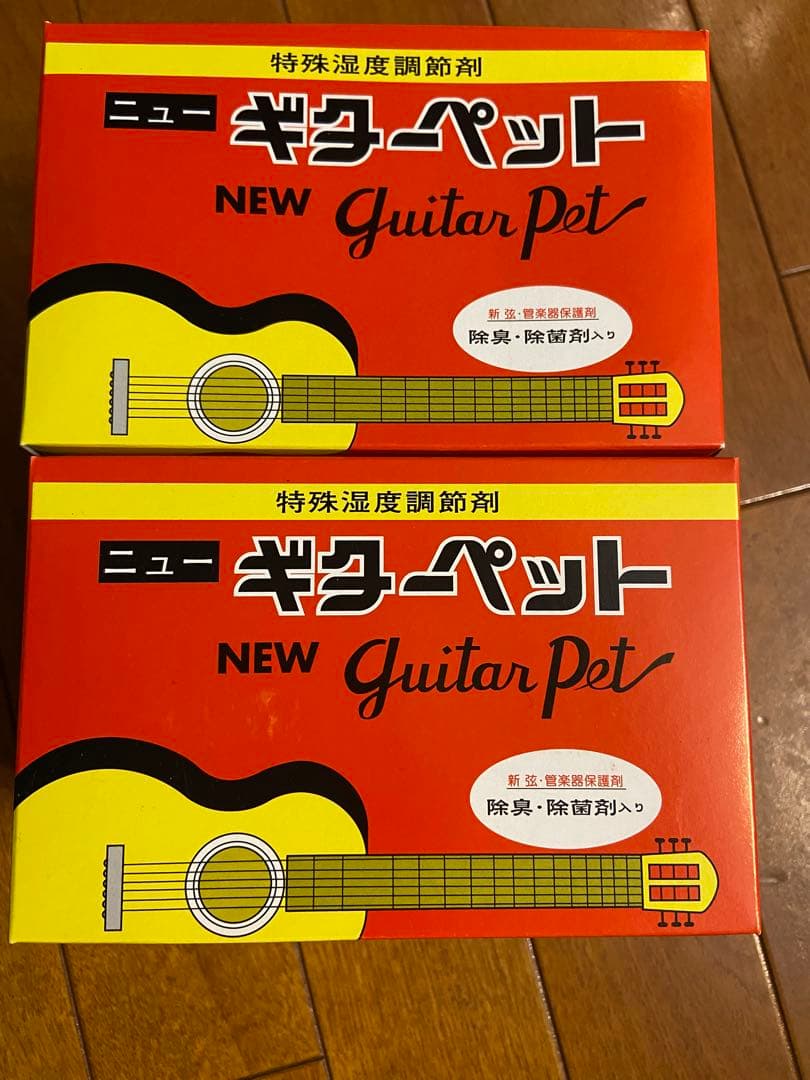 特殊湿度調節剤
ニュー ギターペット
NEW guitar pet
新 弦・管楽器保護剤
除臭・除菌剤入り
特殊湿度調節剤
ニュー ギターペット
NEW guitar pet
新 弦・管楽器保護剤
除臭・除菌剤入り